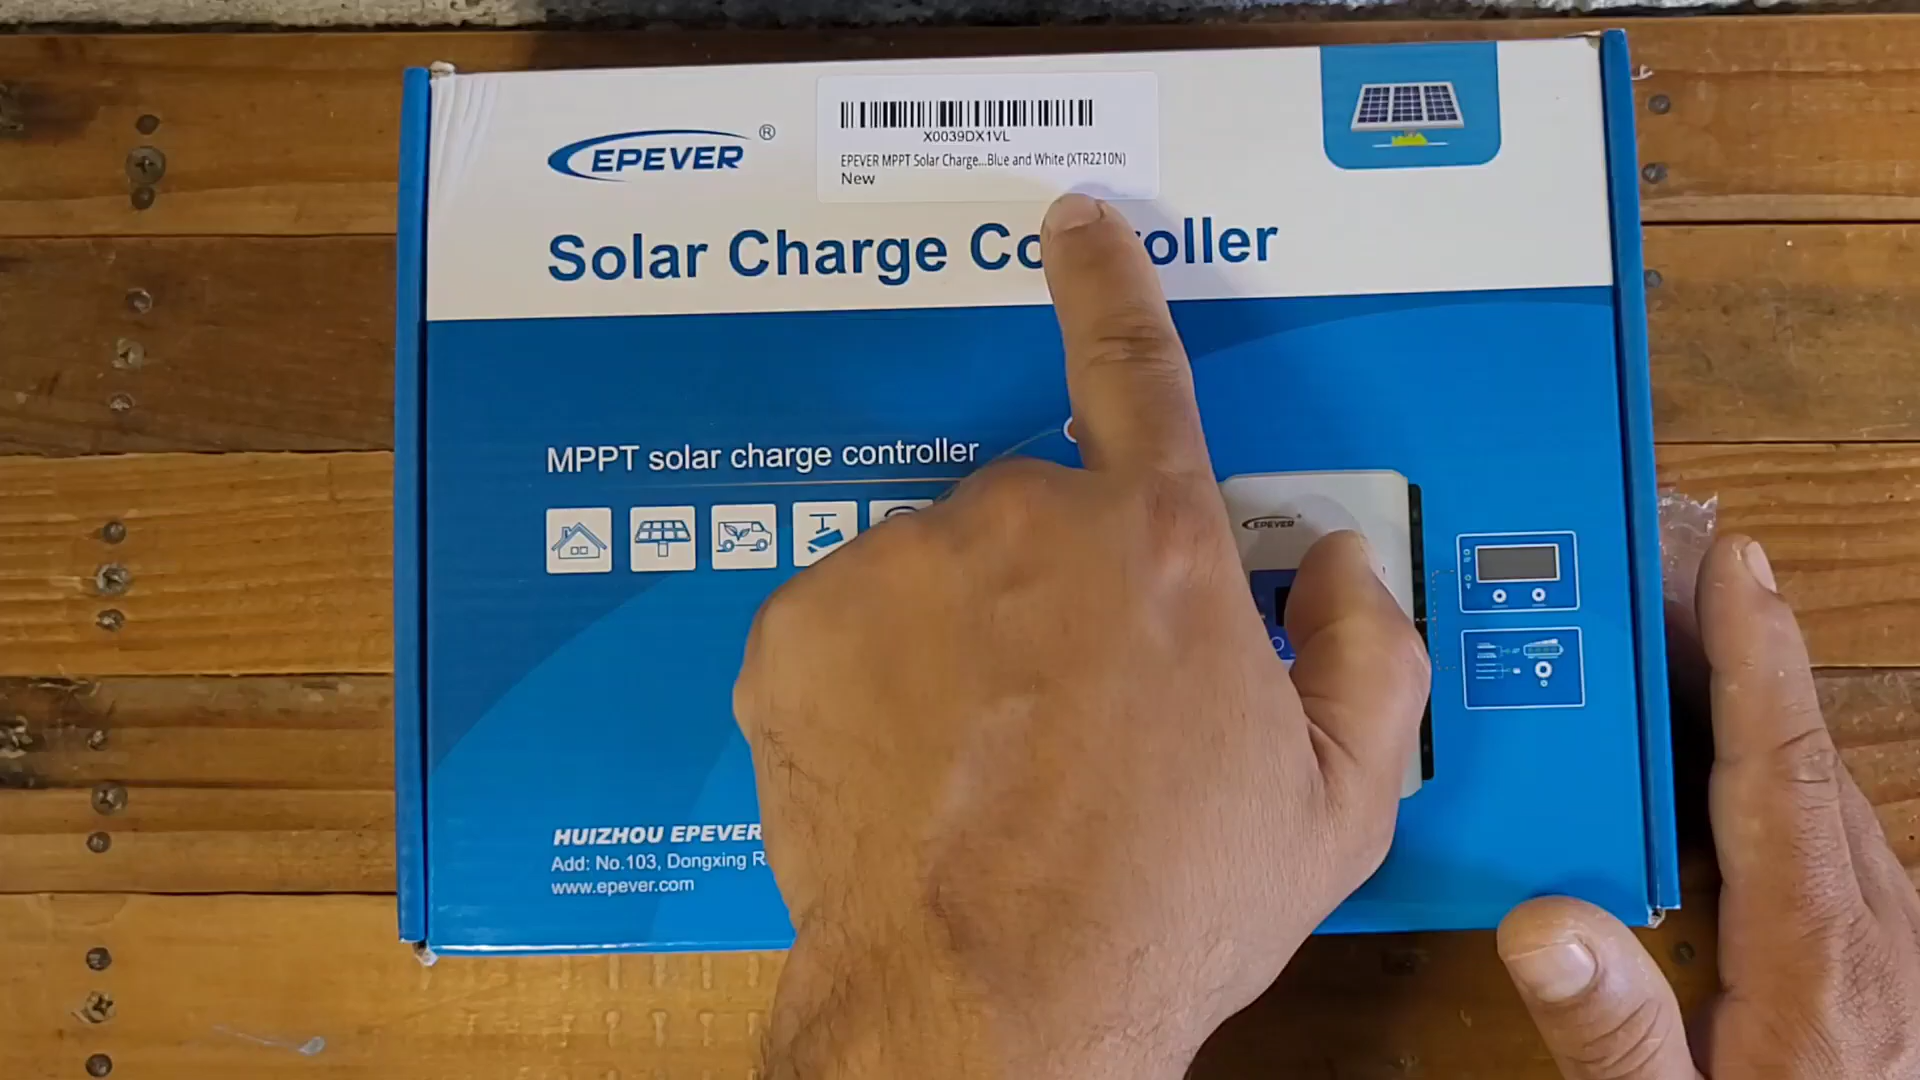 EPEVER ®
X0039DX1VL
EPEVER MPPT Solar Charge...Blue and White (XTR2210N)
New
Solar Charge Co roller
MPPT solar charge controller
EPEVER
HUIZHOU EPEVER
Add: No.103, Dongxing R
www.epever.com